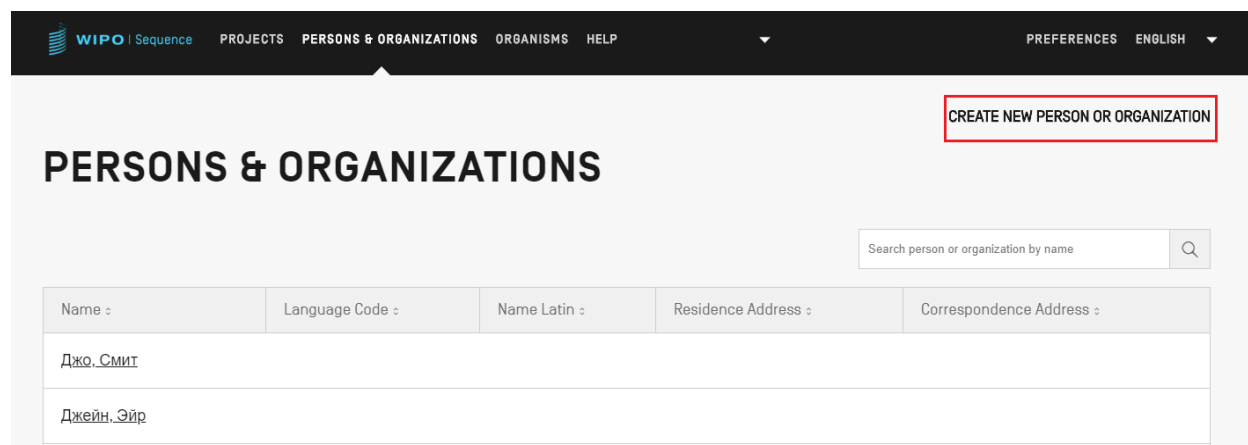 WIPO | Sequence PROJECTS PERSONS & ORGANIZATIONS ORGANISMS HELP PREFERENCES ENGLISH
CREATE NEW PERSON OR ORGANIZATION
PERSONS & ORGANIZATIONS
Search person or organization by name
Name Language Code Name Latin Residence Address Correspondence Address
Джо, Смит
Джейн, Эйр